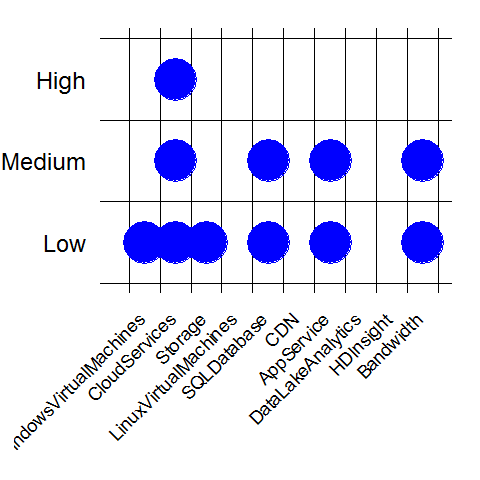 High
Medium
Low
ndowsVirtualMachines
CloudServices
Storage
LinuxVirtualMachines
SQLDatabase
CDN
AppService
DataLakeAnalytics
HDInsight
Bandwidth